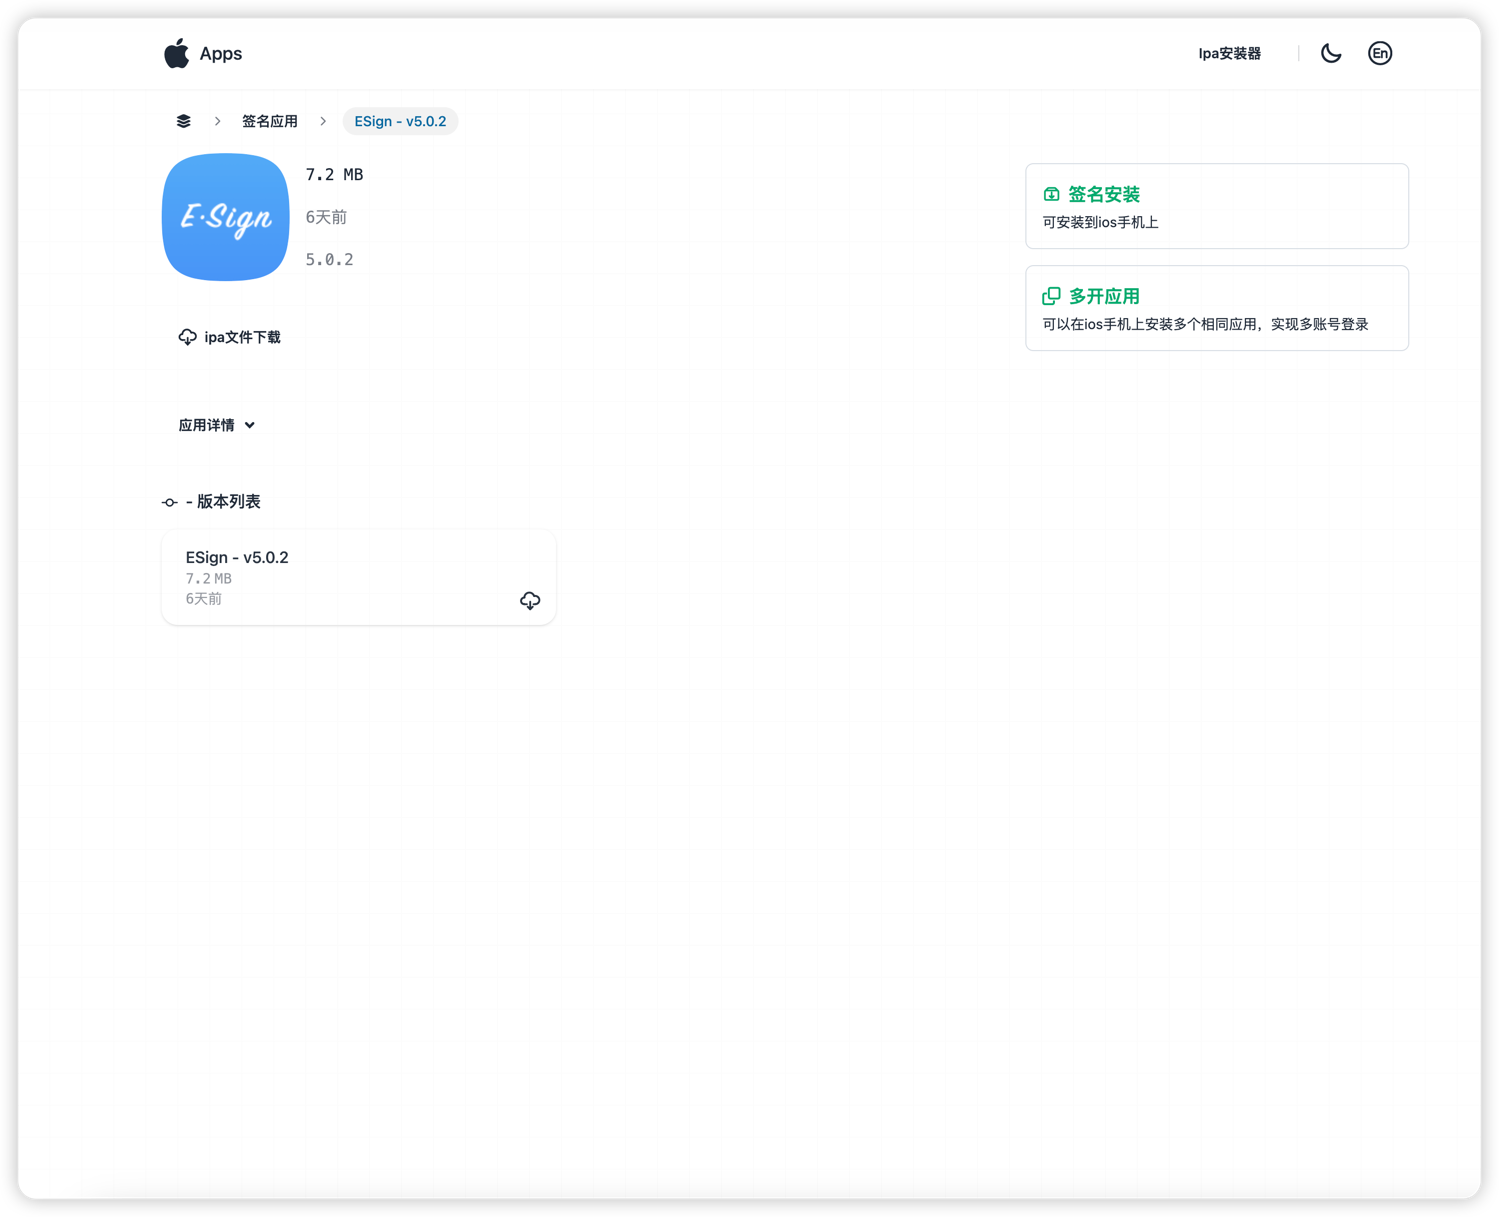 Apps
Ipa安装器
En
签名应用
ESign - v5.0.2
E·Sign
7.2 MB
6天前
5.0.2
ipa文件下载
签名安装
可安装到ios手机上
多开应用
可以在ios手机上安装多个相同应用，实现多账号登录
应用详情
- 版本列表
ESign - v5.0.2
7.2 MB
6天前